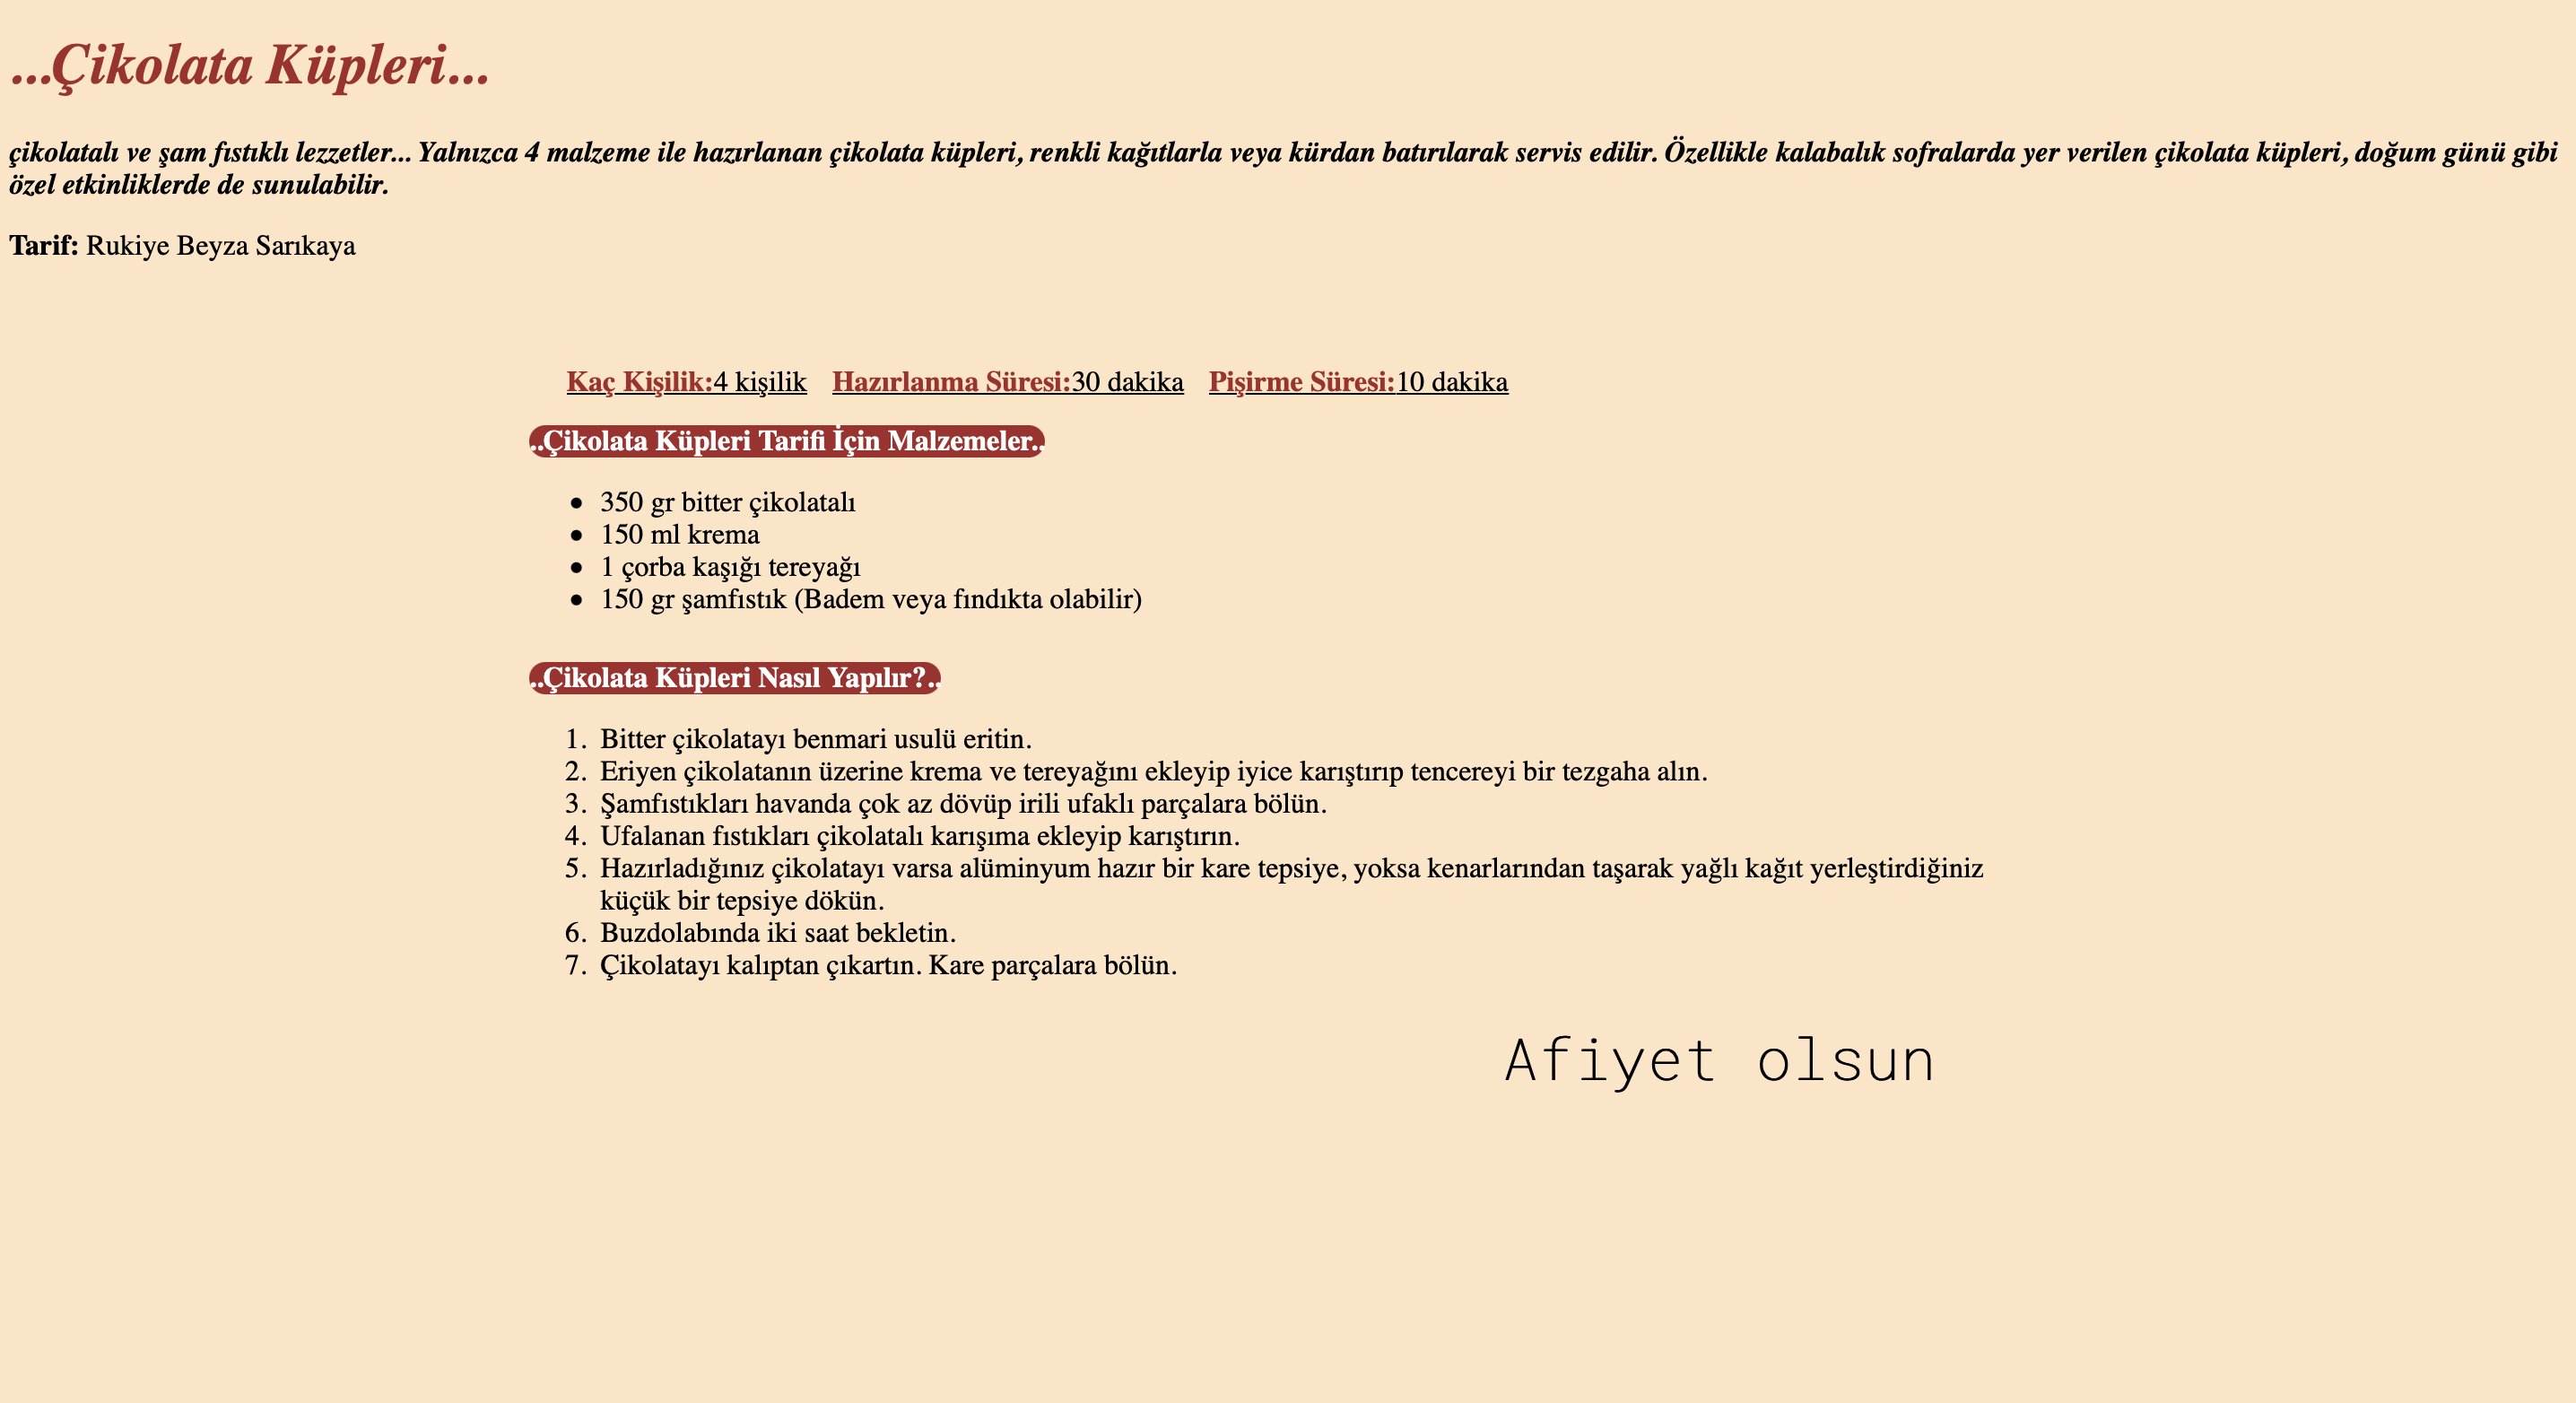 ...Çikolata Küpleri...
çikolatalı ve şam fıstıklı lezzetler... Yalnızca 4 malzeme ile hazırlanan çikolata küpleri, renkli kağıtlarla veya kürdan batırılarak servis edilir. Özellikle kalabalık sofralarda yer verilen çikolata küpleri, doğum günü gibi
özel etkinliklerde de sunulabilir.
Tarif: Rukiye Beyza Sarıkaya
Kaç Kişilik:4 kişilik Hazırlanma Süresi:30 dakika Pişirme Süresi:10 dakika
..Çikolata Küpleri Tarifi İçin Malzemeler..
• 350 gr bitter çikolatalı
• 150 ml krema
• 1 çorba kaşığı tereyağı
• 150 gr şamfıstık (Badem veya fındıkta olabilir)
..Çikolata Küpleri Nasıl Yapılır?..
1. Bitter çikolatayı benmari usulü eritin.
2. Eriyen çikolatanın üzerine krema ve tereyağını ekleyip iyice karıştırıp tencereyi bir tezgaha alın.
3. Şamfıstıkları havanda çok az dövüp irili ufaklı parçalara bölün.
4. Ufalanan fıstıkları çikolatalı karışıma ekleyip karıştırın.
5. Hazırladığınız çikolatayı varsa alüminyum hazır bir kare tepsiye, yoksa kenarlarından taşarak yağlı kağıt yerleştirdiğiniz
küçük bir tepsiye dökün.
6. Buzdolabında iki saat bekletin.
7. Çikolatayı kalıptan çıkartın. Kare parçalara bölün.
Afiyet olsun